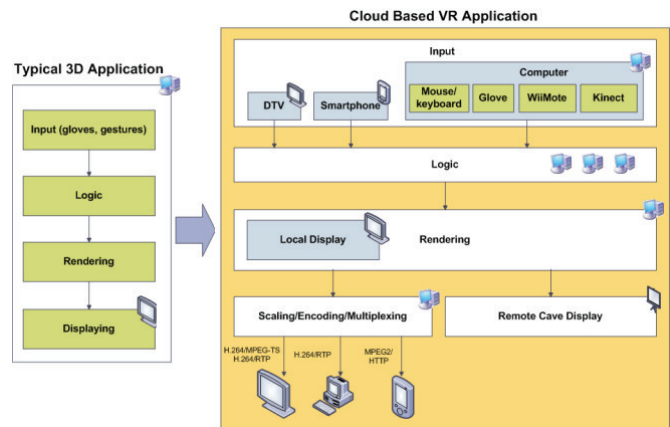 Typical 3D Application
Input (gloves, gestures)
Logic
Rendering
Displaying
Cloud Based VR Application
Input
DTV
Smartphone
Computer
Mouse/
keyboard
Glove
WiiMote
Kinect
Logic
Local Display
Rendering
Scaling/Encoding/Multiplexing
Remote Cave Display
H.264/MPEG-TS
H.264/RTP
H.264/RTP
MPEG2/
HTTP